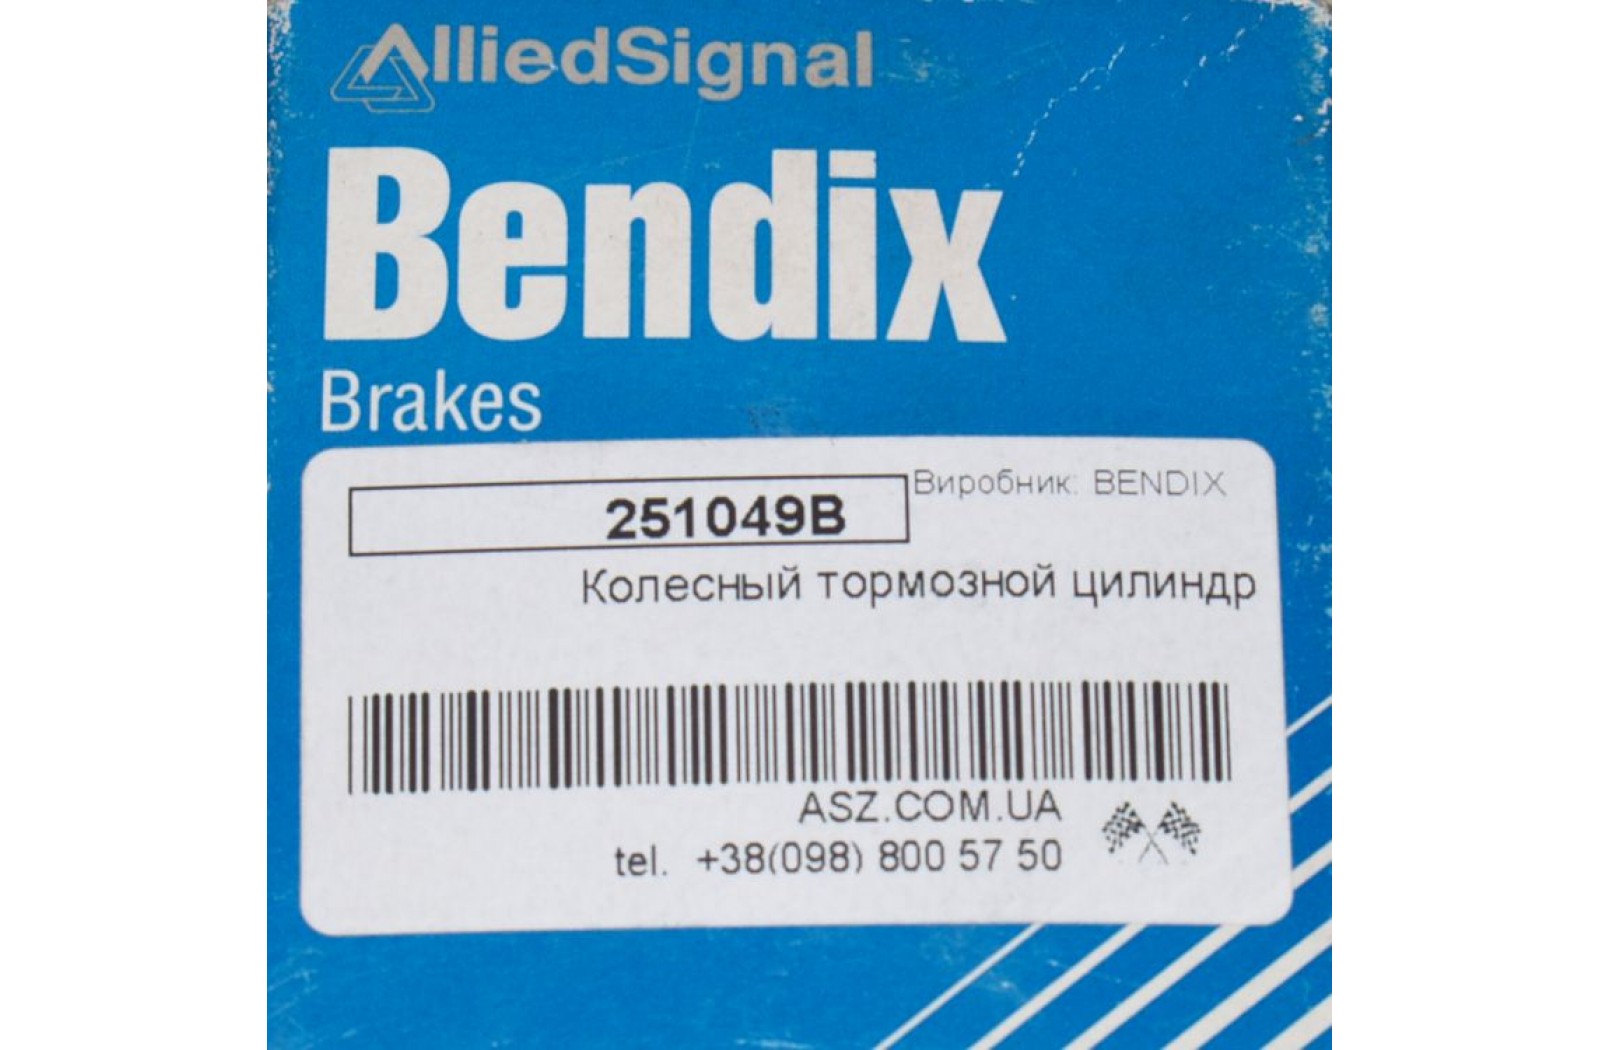 AlliedSignal
Bendix
Brakes
251049B
Виробник: BENDIX
Колесный тормозной цилиндр
ASZ.COM.UA
tel. +38(098) 800 57 50